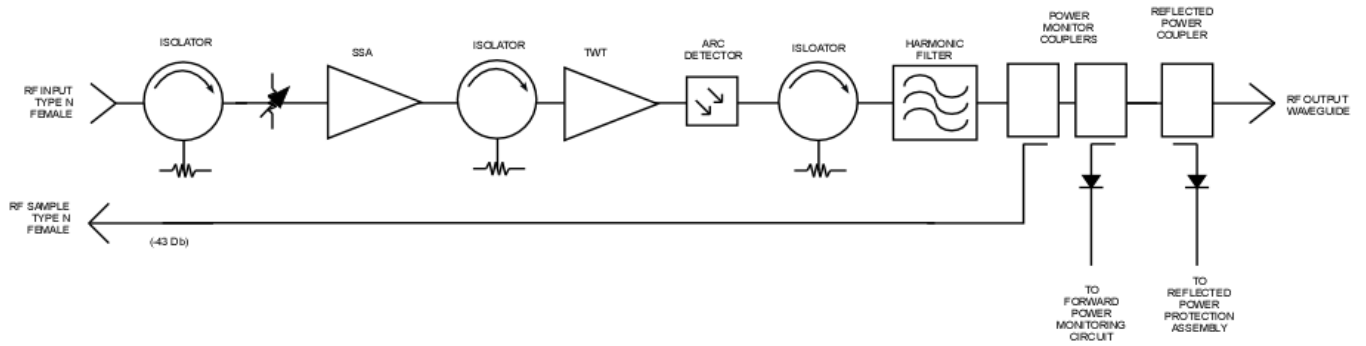 ISOLATOR
SSA
ISOLATOR
TWT
ARC
DETECTOR
ISLOATOR
HARMONIC
FILTER
POWER
MONITOR
COUPLERS
REFLECTED
POWER
COUPLER
RF INPUT
TYPE N
FEMALE
RF OUTPUT
WAVEGUIDE
RF SAMPLE
TYPE N
FEMALE
(-43 Db)
TO
FORWARD
POWER
MONITORING
CIRCUIT
TO
REFLECTED
POWER
PROTECTION
ASSEMBLY